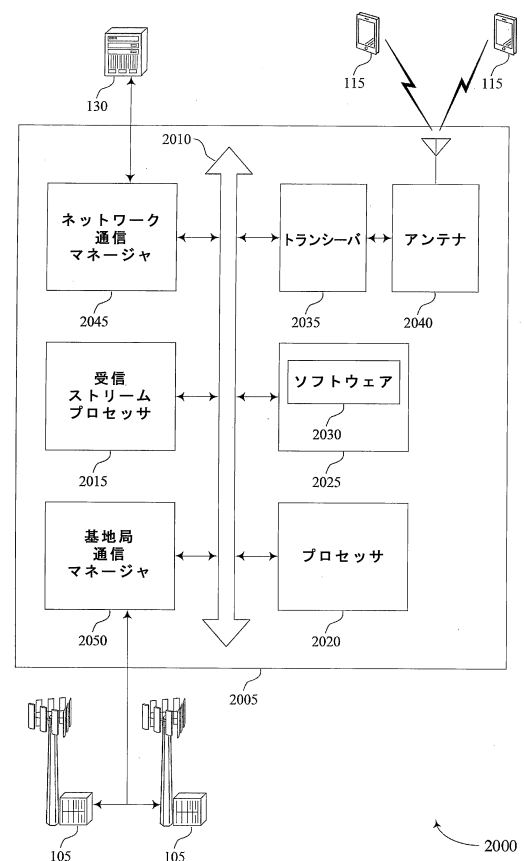 115
115
130
2010
ネットワーク
通信
マネージャ
2045
トランシーバ
2035
アンテナ
2040
受信
ストリーム
プロセッサ
2015
ソフトウェア
2030
2025
基地局
通信
マネージャ
2050
プロセッサ
2020
2005
105
105
2000